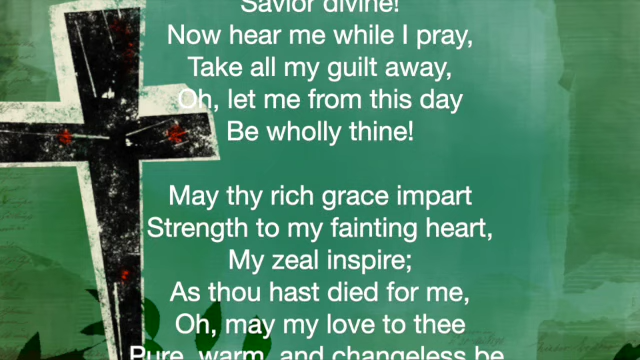 Savior divine!
Now hear me while I pray,
Take all my guilt away,
Oh, let me from this day
Be wholly thine!
May thy rich grace impart
Strength to my fainting heart,
My zeal inspire;
As thou hast died for me,
Oh, may my love to thee
Pure, warm, and changeless be,